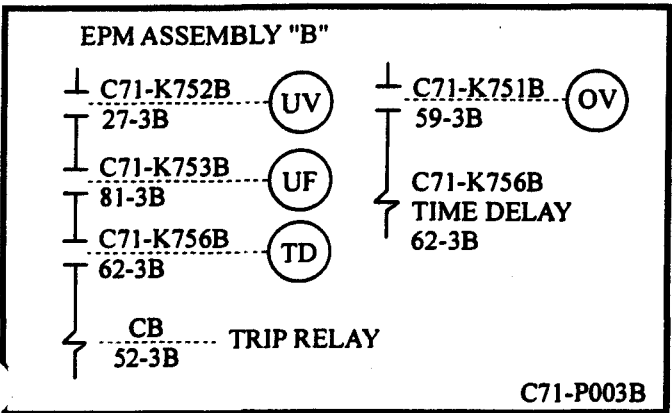 EPM ASSEMBLY "B"
C71-K752B
27-3B
UV
C71-K753B
81-3B
UF
C71-K756B
62-3B
TD
CB
52-3B
TRIP RELAY
C71-K751B
59-3B
OV
C71-K756B
TIME DELAY
62-3B
C71-P003B